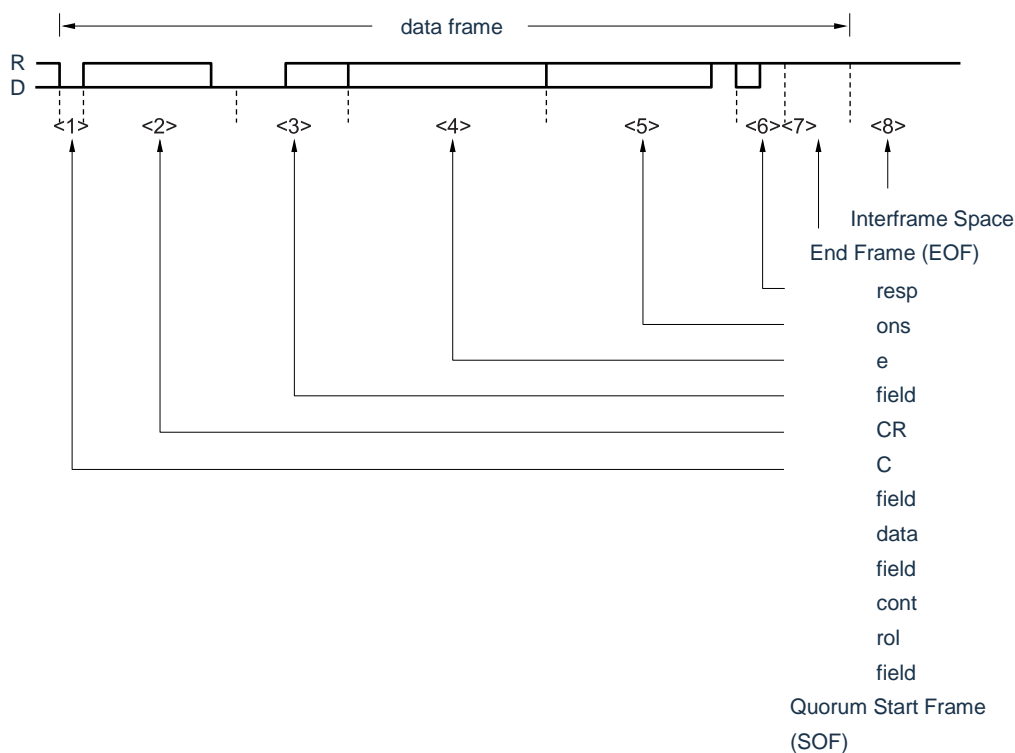 data frame
R
D
<1> <2> <3> <4> <5> <6> <7> <8>
Interframe Space
End Frame (EOF)
resp
ons
e
field
CR
C
field
data
field
cont
rol
field
Quorum Start Frame
(SOF)